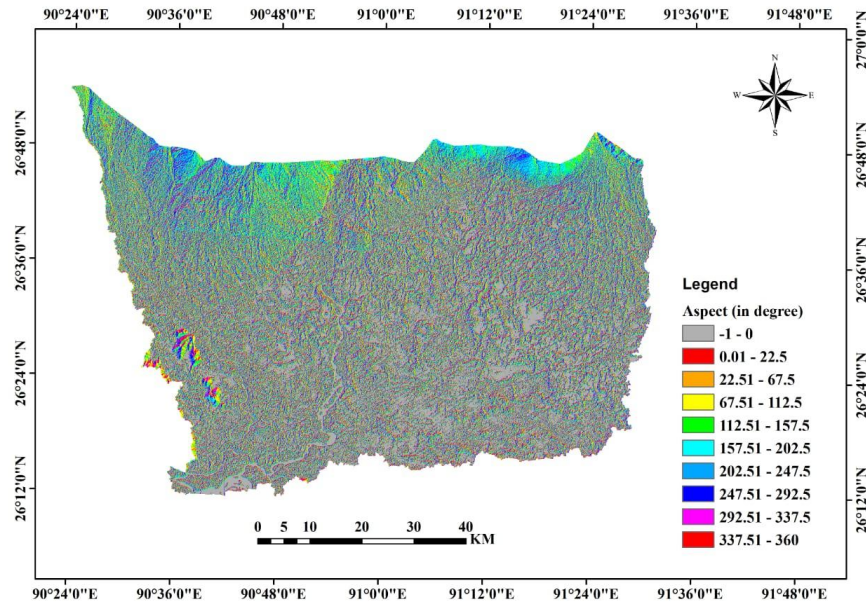 90°24'0"E 90°36'0"E 90°48'0"E 91°0'0"E 91°12'0"E 91°24'0"E 91°36'0"E 91°48'0"E
27°0'0"N
N
W E
S
26°48'0"N
26°48'0"N
26°36'0"N
26°36'0"N
26°24'0"N
26°24'0"N
26°12'0"N
26°12'0"N
Legend
Aspect (in degree)
-1 - 0
0.01 - 22.5
22.51 - 67.5
67.51 - 112.5
112.51 - 157.5
157.51 - 202.5
202.51 - 247.5
247.51 - 292.5
292.51 - 337.5
337.51 - 360
0 5 10 20 30 40
KM
90°24'0"E 90°36'0"E 90°48'0"E 91°0'0"E 91°12'0"E 91°24'0"E 91°36'0"E 91°48'0"E